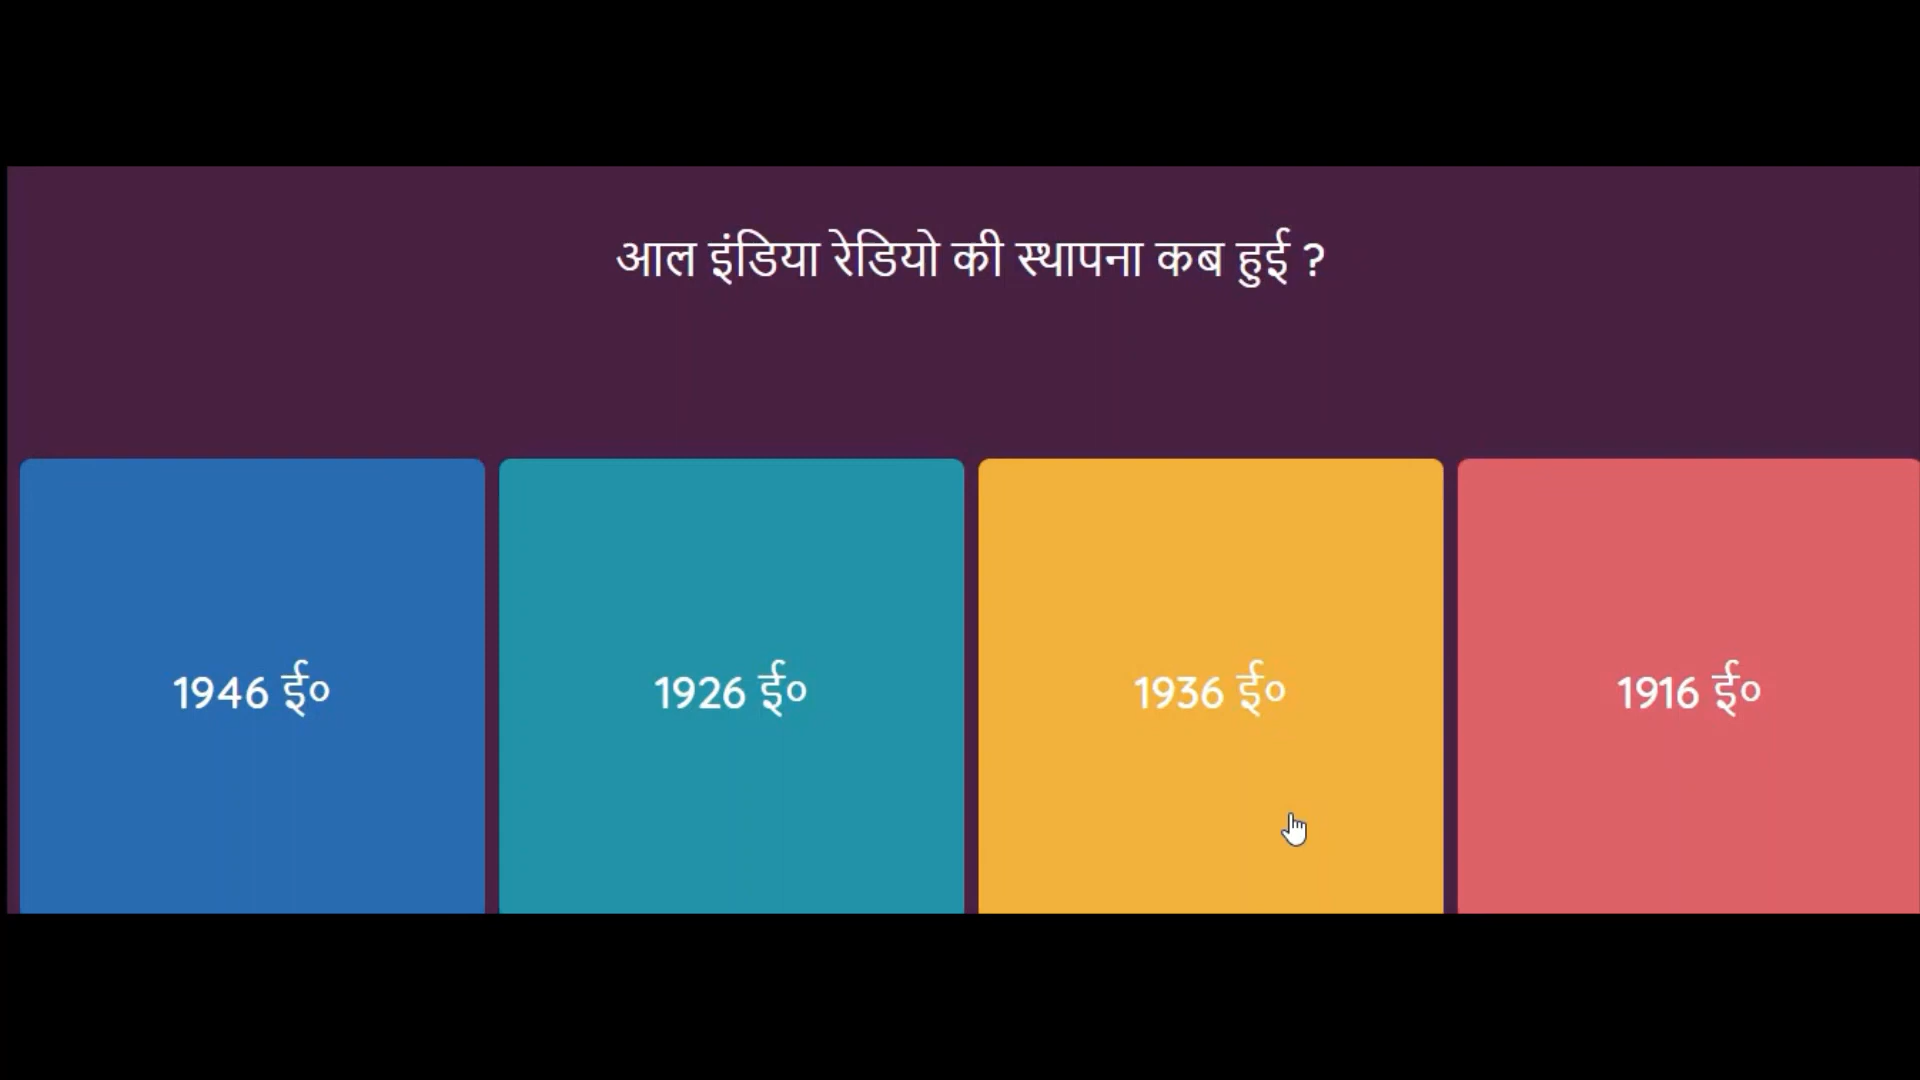 आल इंडिया रेडियो की स्थापना कब हुई ?
1946 ई०
1926 ई०
1936 ई०
1916 ई०